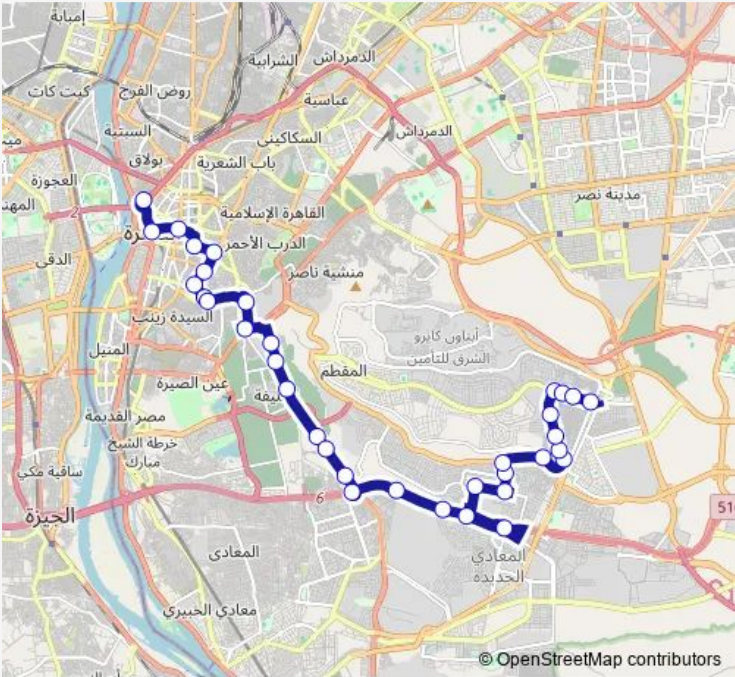 إمبابة
الدمرداش
الشرابية
روض الفرج
كيت كات
عباسية
السبتية
الدمرداش
السكاكيني
بولاق
باب الشعرية
العجوزة
مدينة نصر
2
القاهرة الإسلامية
الدرب الأحمر
الدقي
منشية ناصر
السيدة زينب
أبتاون كايرو
الشرق للتأمين
المنيل
المقطم
عين الصيرة
مصر القديمة
خرطة الشيخ
مبارك
ساقية مكي
6
51
الجيزة
المعادي
المعادي
الجديدة
معادي الخبيري
© OpenStreetMap contributors